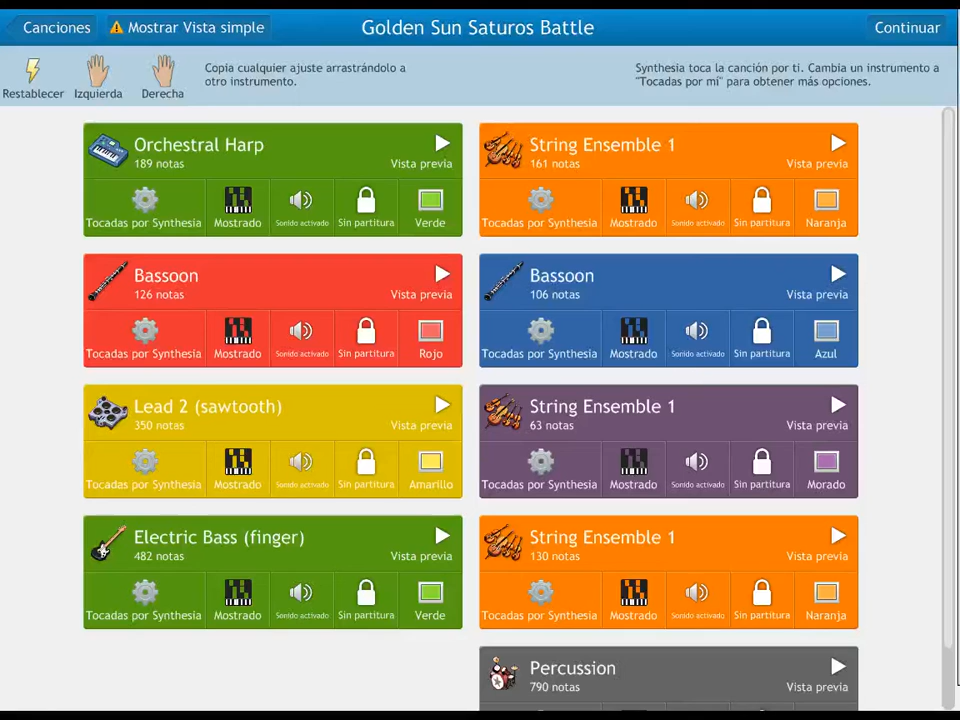 Canciones
Mostrar Vista simple
Golden Sun Saturos Battle
Continuar
Restablecer
Izquierda
Derecha
Copia cualquier ajuste arrastrándolo a
otro instrumento.
Synthesia toca la canción por ti. Cambia un instrumento a
"Tocadas por mí" para obtener más opciones.
Orchestral Harp
189 notas
Vista previa
Tocadas por Synthesia
Mostrado
Sonido activado
Sin partitura
Verde
String Ensemble 1
161 notas
Vista previa
Tocadas por Synthesia
Mostrado
Sonido activado
Sin partitura
Naranja
Bassoon
126 notas
Vista previa
Tocadas por Synthesia
Mostrado
Sonido activado
Sin partitura
Rojo
Bassoon
106 notas
Vista previa
Tocadas por Synthesia
Mostrado
Sonido activado
Sin partitura
Azul
Lead 2 (sawtooth)
350 notas
Vista previa
Tocadas por Synthesia
Mostrado
Sonido activado
Sin partitura
Amarillo
String Ensemble 1
63 notas
Vista previa
Tocadas por Synthesia
Mostrado
Sonido activado
Sin partitura
Morado
Electric Bass (finger)
482 notas
Vista previa
Tocadas por Synthesia
Mostrado
Sonido activado
Sin partitura
Verde
String Ensemble 1
130 notas
Vista previa
Tocadas por Synthesia
Mostrado
Sonido activado
Sin partitura
Naranja
Percussion
790 notas
Vista previa